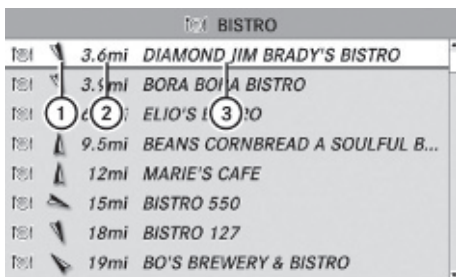 BISTRO
3.6mi DIAMOND JIM BRADY'S BISTRO
BORA BISTRO
1 2 3 ELIO'S
9.5mi BEANS CORNBREAD A SOULFUL B...
12mi MARIE'S CAFE
15mi BISTRO 550
18mi BISTRO 127
19mi BO'S BREWERY & BISTRO